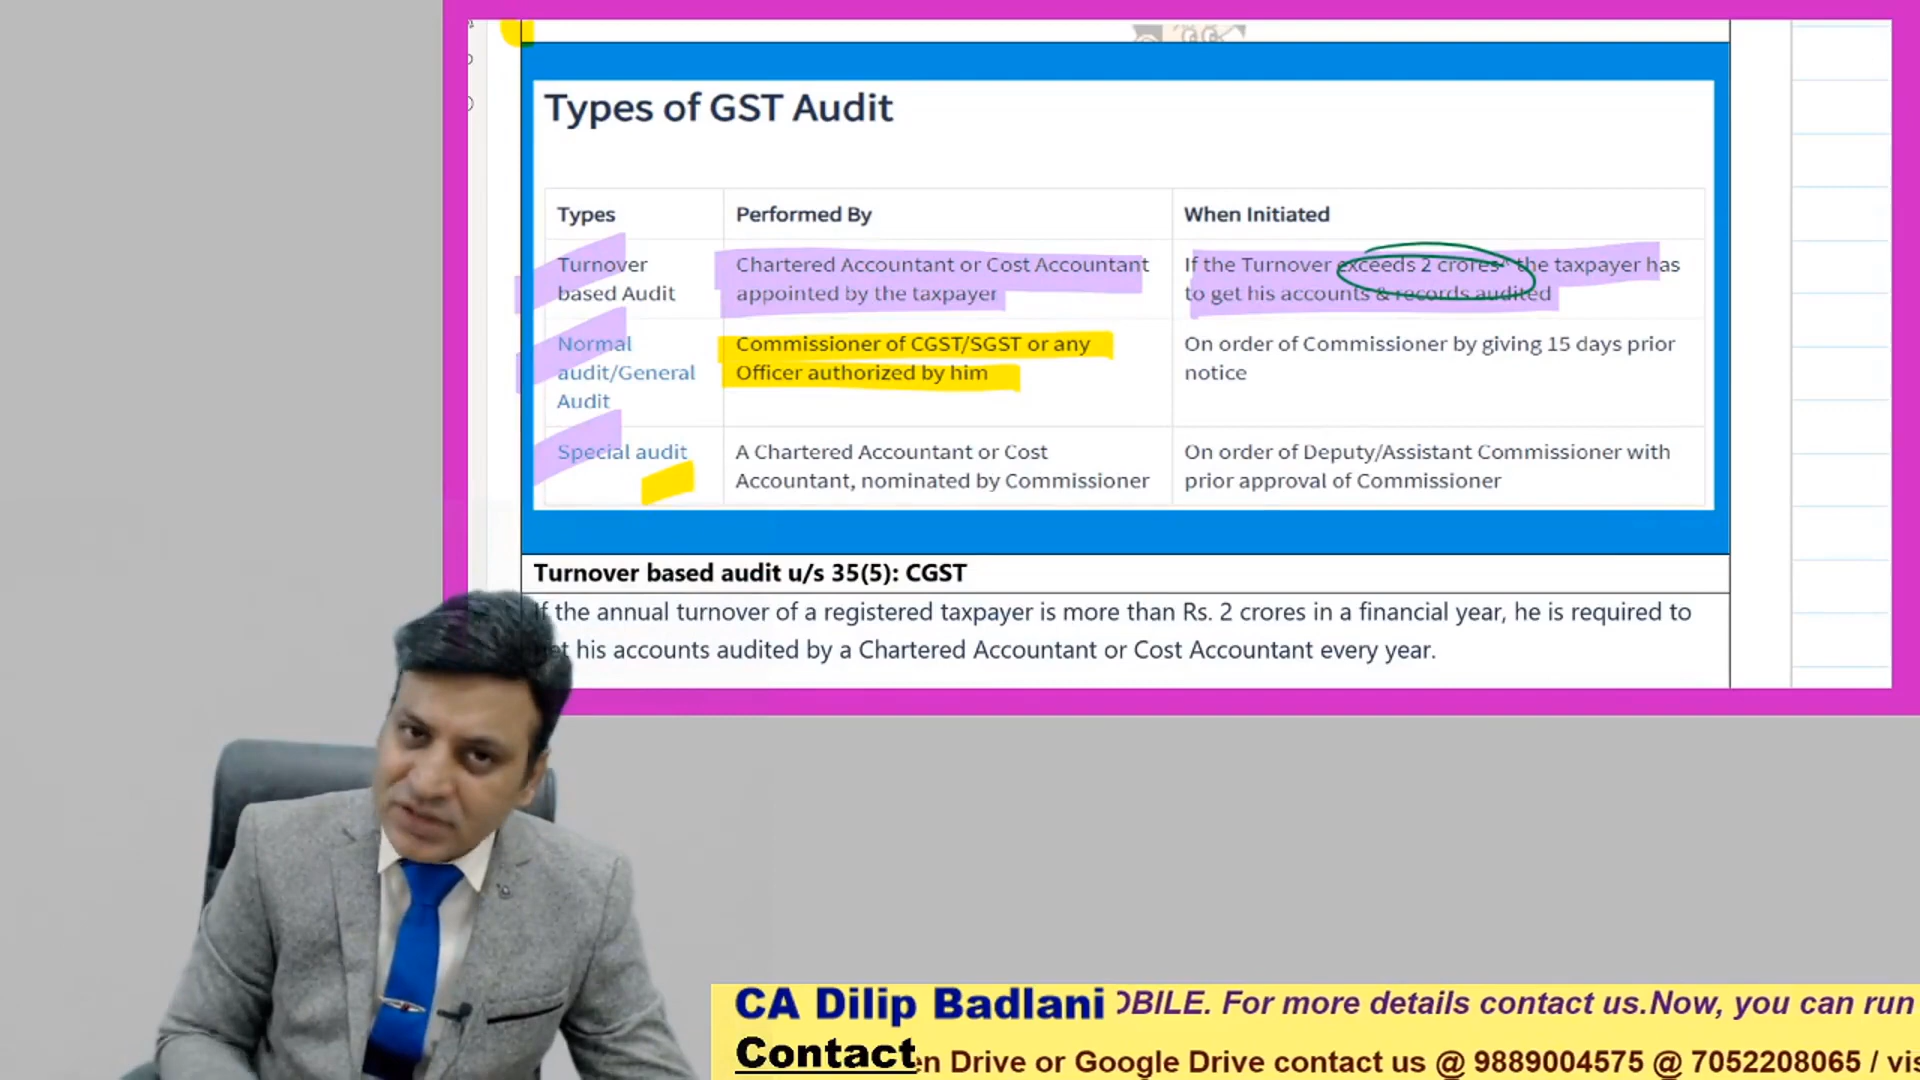 Types of GST Audit
Types
Performed By
When Initiated
Turnover
based Audit
Chartered Accountant or Cost Accountant
appointed by the taxpayer
If the Turnover exceeds 2 crores the taxpayer has
to get his accounts & records audited
Normal
audit/General
Audit
Commissioner of CGST/SGST or any
Officer authorized by him
On order of Commissioner by giving 15 days prior
notice
Special audit
A Chartered Accountant or Cost
Accountant, nominated by Commissioner
On order of Deputy/Assistant Commissioner with
prior approval of Commissioner
Turnover based audit u/s 35(5): CGST
If the annual turnover of a registered taxpayer is more than Rs. 2 crores in a financial year, he is required to
his accounts audited by a Chartered Accountant or Cost Accountant every year.
CA Dilip Badlani OBILE. For more details contact us.Now, you can run
Contact en Drive or Google Drive contact us @ 9889004575 @ 7052208065 / vis